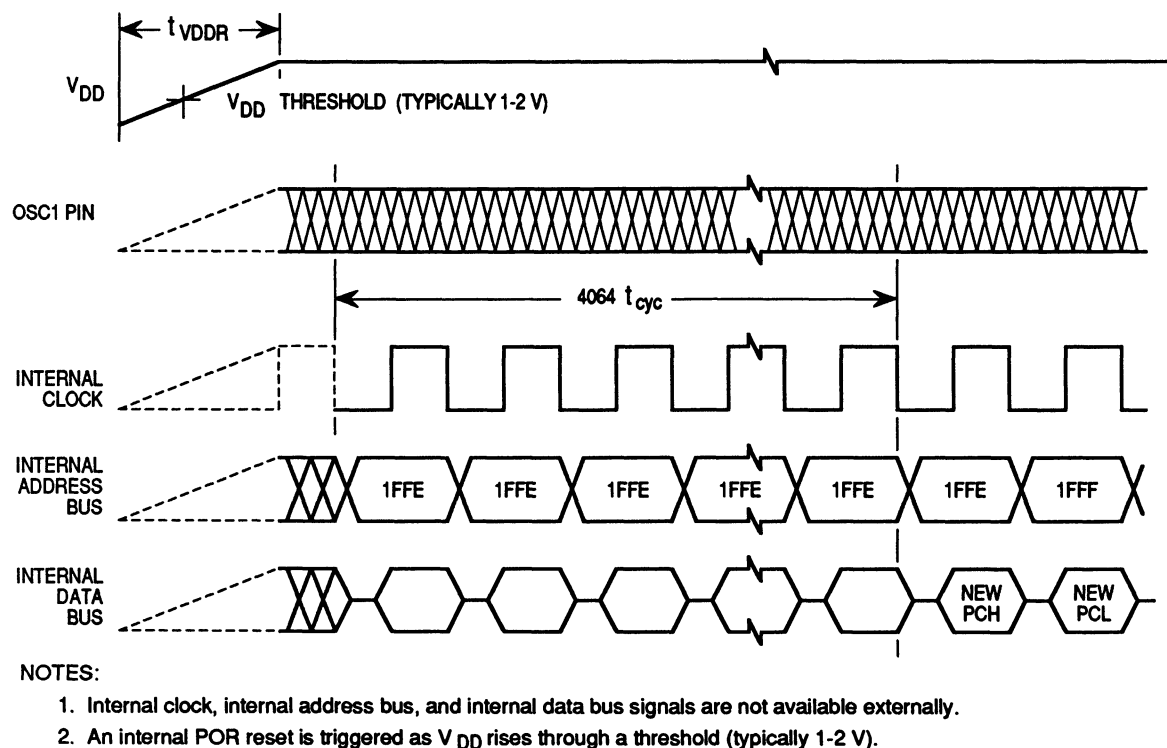 t VDDR
V DD
V DD THRESHOLD (TYPICALLY 1-2 V)
OSC1 PIN
4064 t cyc
INTERNAL
CLOCK
INTERNAL
ADDRESS
BUS
1FFE 1FFE 1FFE 1FFE 1FFE 1FFE 1FFF
INTERNAL
DATA
BUS
NEW
PCH
NEW
PCL
NOTES:
1. Internal clock, internal address bus, and internal data bus signals are not available externally.
2. An internal POR reset is triggered as V DD rises through a threshold (typically 1-2 V).